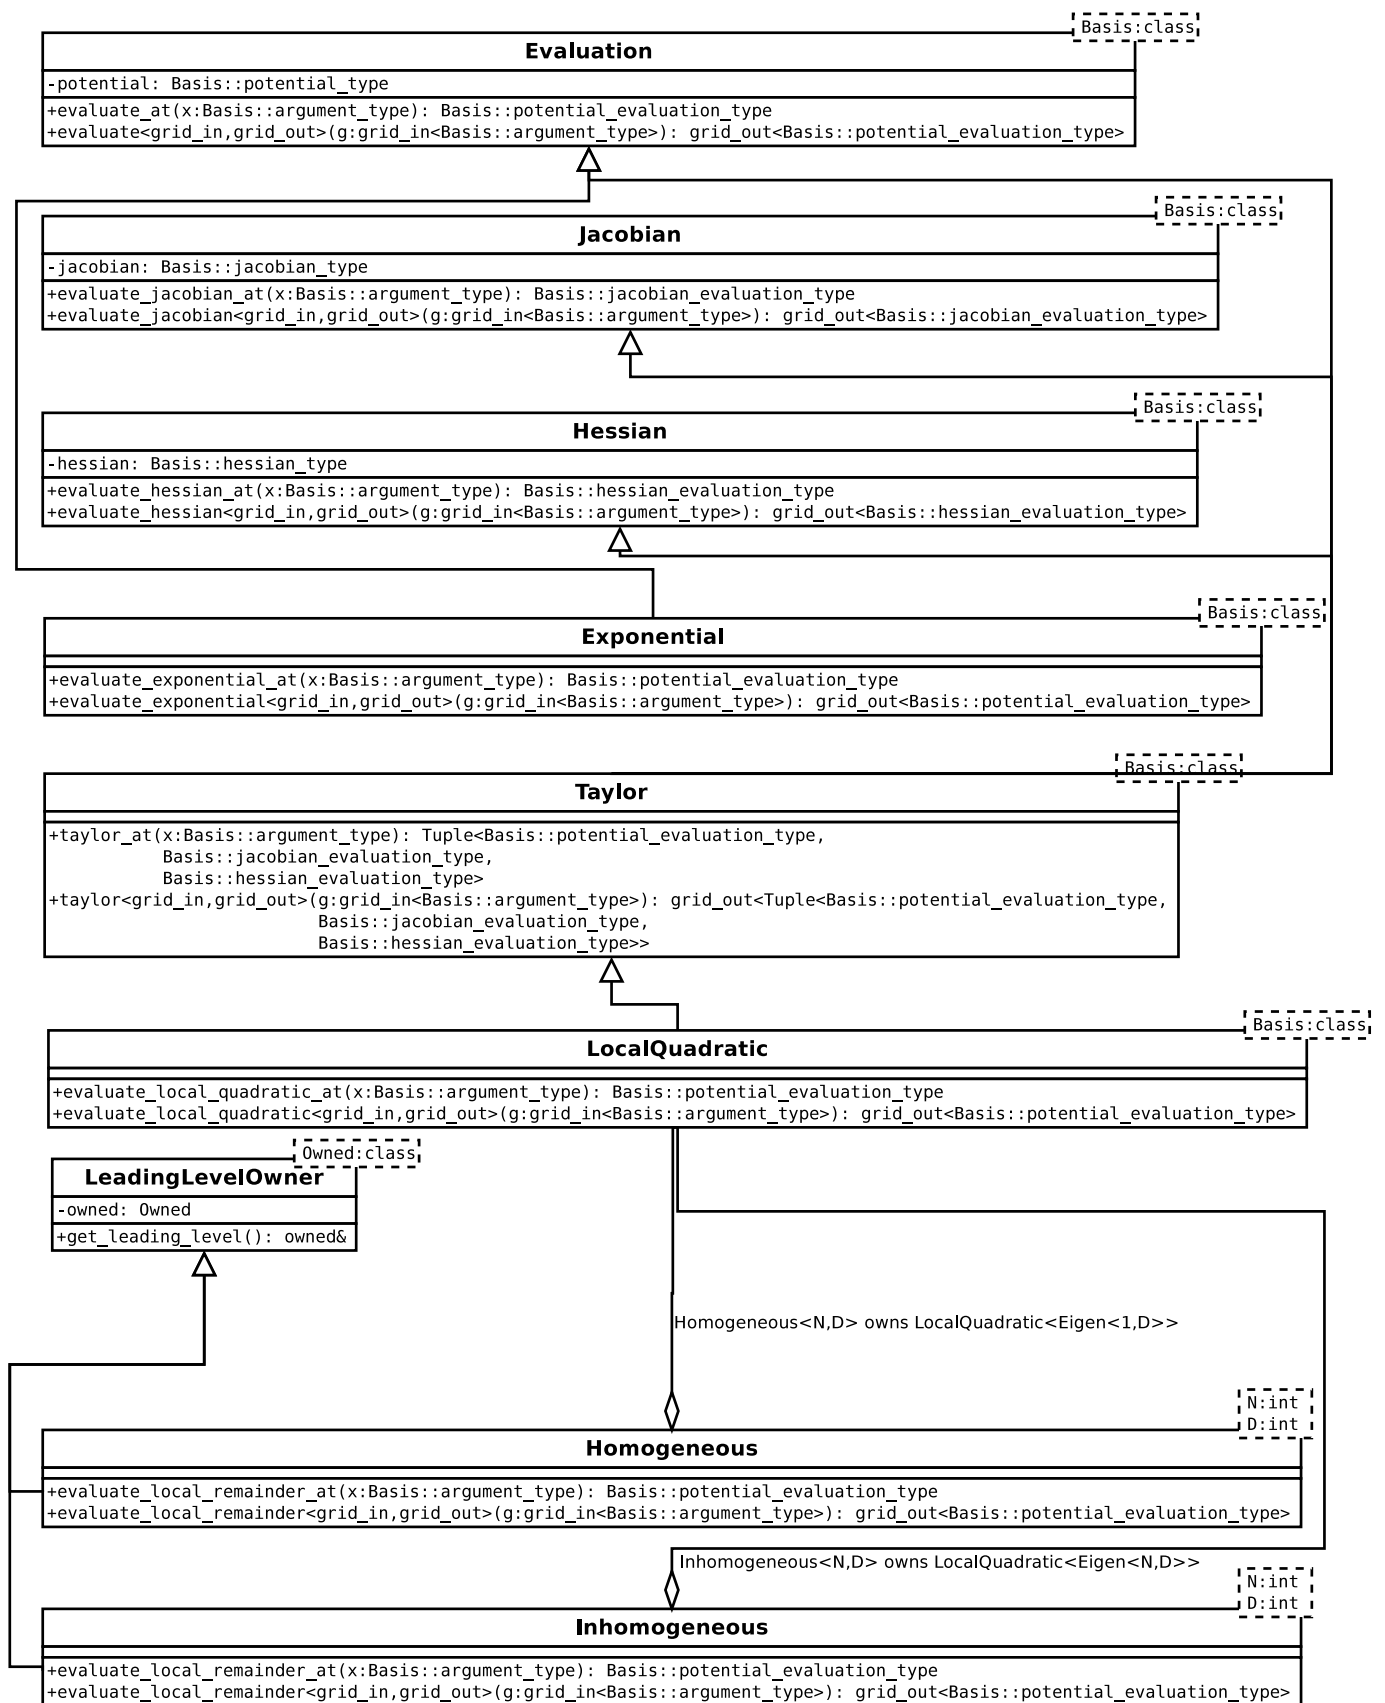 Basis:class
Evaluation
-potential: Basis::potential_type
+evaluate_at(x:Basis::argument_type): Basis::potential_evaluation_type
+evaluate<grid_in,grid_out>(g:grid_in<Basis::argument_type>): grid_out<Basis::potential_evaluation_type>
Basis:class
Jacobian
-jacobian: Basis::jacobian_type
+evaluate_jacobian_at(x:Basis::argument_type): Basis::jacobian_evaluation_type
+evaluate_jacobian<grid_in,grid_out>(g:grid_in<Basis::argument_type>): grid_out<Basis::jacobian_evaluation_type>
Basis:class
Hessian
-hessian: Basis::hessian_type
+evaluate_hessian_at(x:Basis::argument_type): Basis::hessian_evaluation_type
+evaluate_hessian<grid_in,grid_out>(g:grid_in<Basis::argument_type>): grid_out<Basis::hessian_evaluation_type>
Basis:class
Exponential
+evaluate_exponential_at(x:Basis::argument_type): Basis::potential_evaluation_type
+evaluate_exponential<grid_in,grid_out>(g:grid_in<Basis::argument_type>): grid_out<Basis::potential_evaluation_type>
Basis:class
Taylor
+taylor_at(x:Basis::argument_type): Tuple<Basis::potential_evaluation_type,
Basis::jacobian_evaluation_type,
Basis::hessian_evaluation_type>
+taylor<grid_in,grid_out>(g:grid_in<Basis::argument_type>): grid_out<Tuple<Basis::potential_evaluation_type,
Basis::jacobian_evaluation_type,
Basis::hessian_evaluation_type>>
Basis:class
LocalQuadratic
+evaluate_local_quadratic_at(x:Basis::argument_type): Basis::potential_evaluation_type
+evaluate_local_quadratic<grid_in,grid_out>(g:grid_in<Basis::argument_type>): grid_out<Basis::potential_evaluation_type>
Owned:class
LeadingLevelOwner
-owned: Owned
+get_leading_level(): owned&
Homogeneous<N,D> owns LocalQuadratic<Eigen<1,D>>
N:int
D:int
Homogeneous
+evaluate_local_remainder_at(x:Basis::argument_type): Basis::potential_evaluation_type
+evaluate_local_remainder<grid_in,grid_out>(g:grid_in<Basis::argument_type>): grid_out<Basis::potential_evaluation_type>
Inhomogeneous<N,D> owns LocalQuadratic<Eigen<N,D>>
N:int
D:int
Inhomogeneous
+evaluate_local_remainder_at(x:Basis::argument_type): Basis::potential_evaluation_type
+evaluate_local_remainder<grid_in,grid_out>(g:grid_in<Basis::argument_type>): grid_out<Basis::potential_evaluation_type>